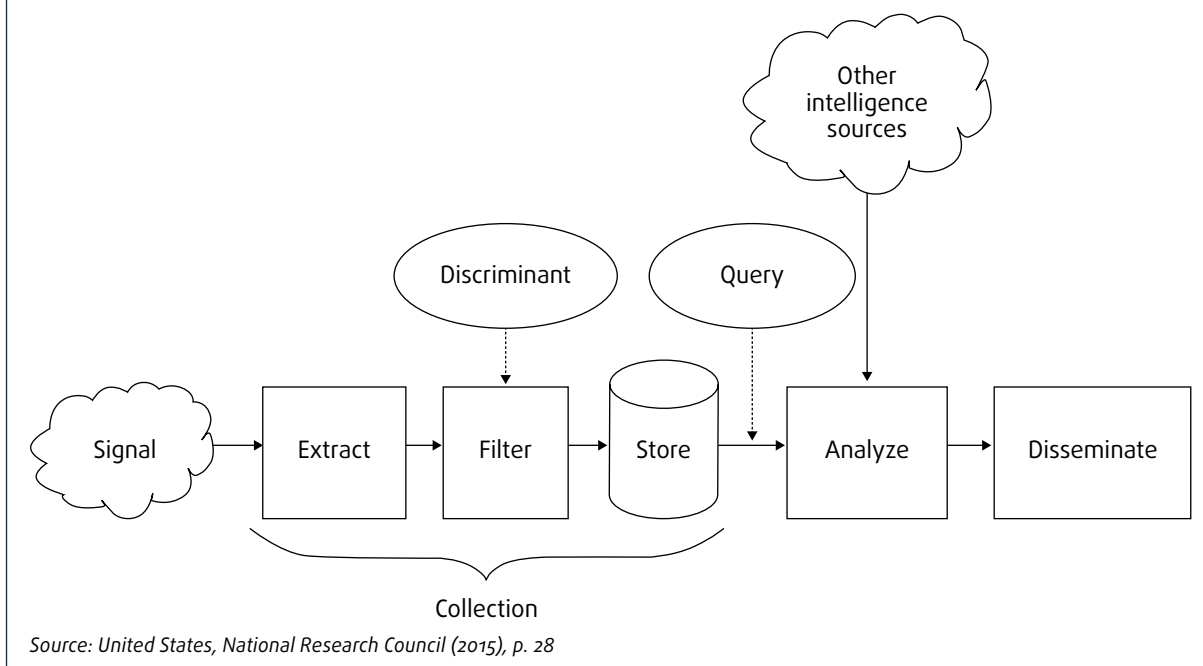 Other
intelligence
sources
Discriminant
Query
Signal
Extract
Filter
Store
Analyze
Disseminate
Collection
Source: United States, National Research Council (2015), p. 28